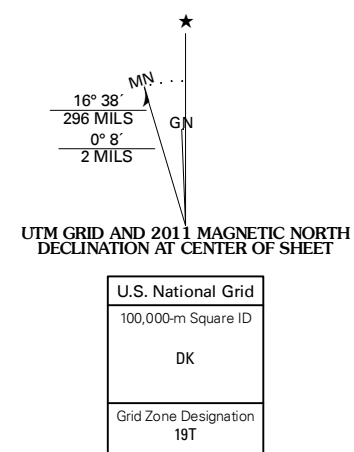 ★
MN
GN
16° 38´
296 MILS
0° 8´
2 MILS
UTM GRID AND 2011 MAGNETIC NORTH
DECLINATION AT CENTER OF SHEET
U.S. National Grid
100,000-m Square ID
DK
Grid Zone Designation
19T